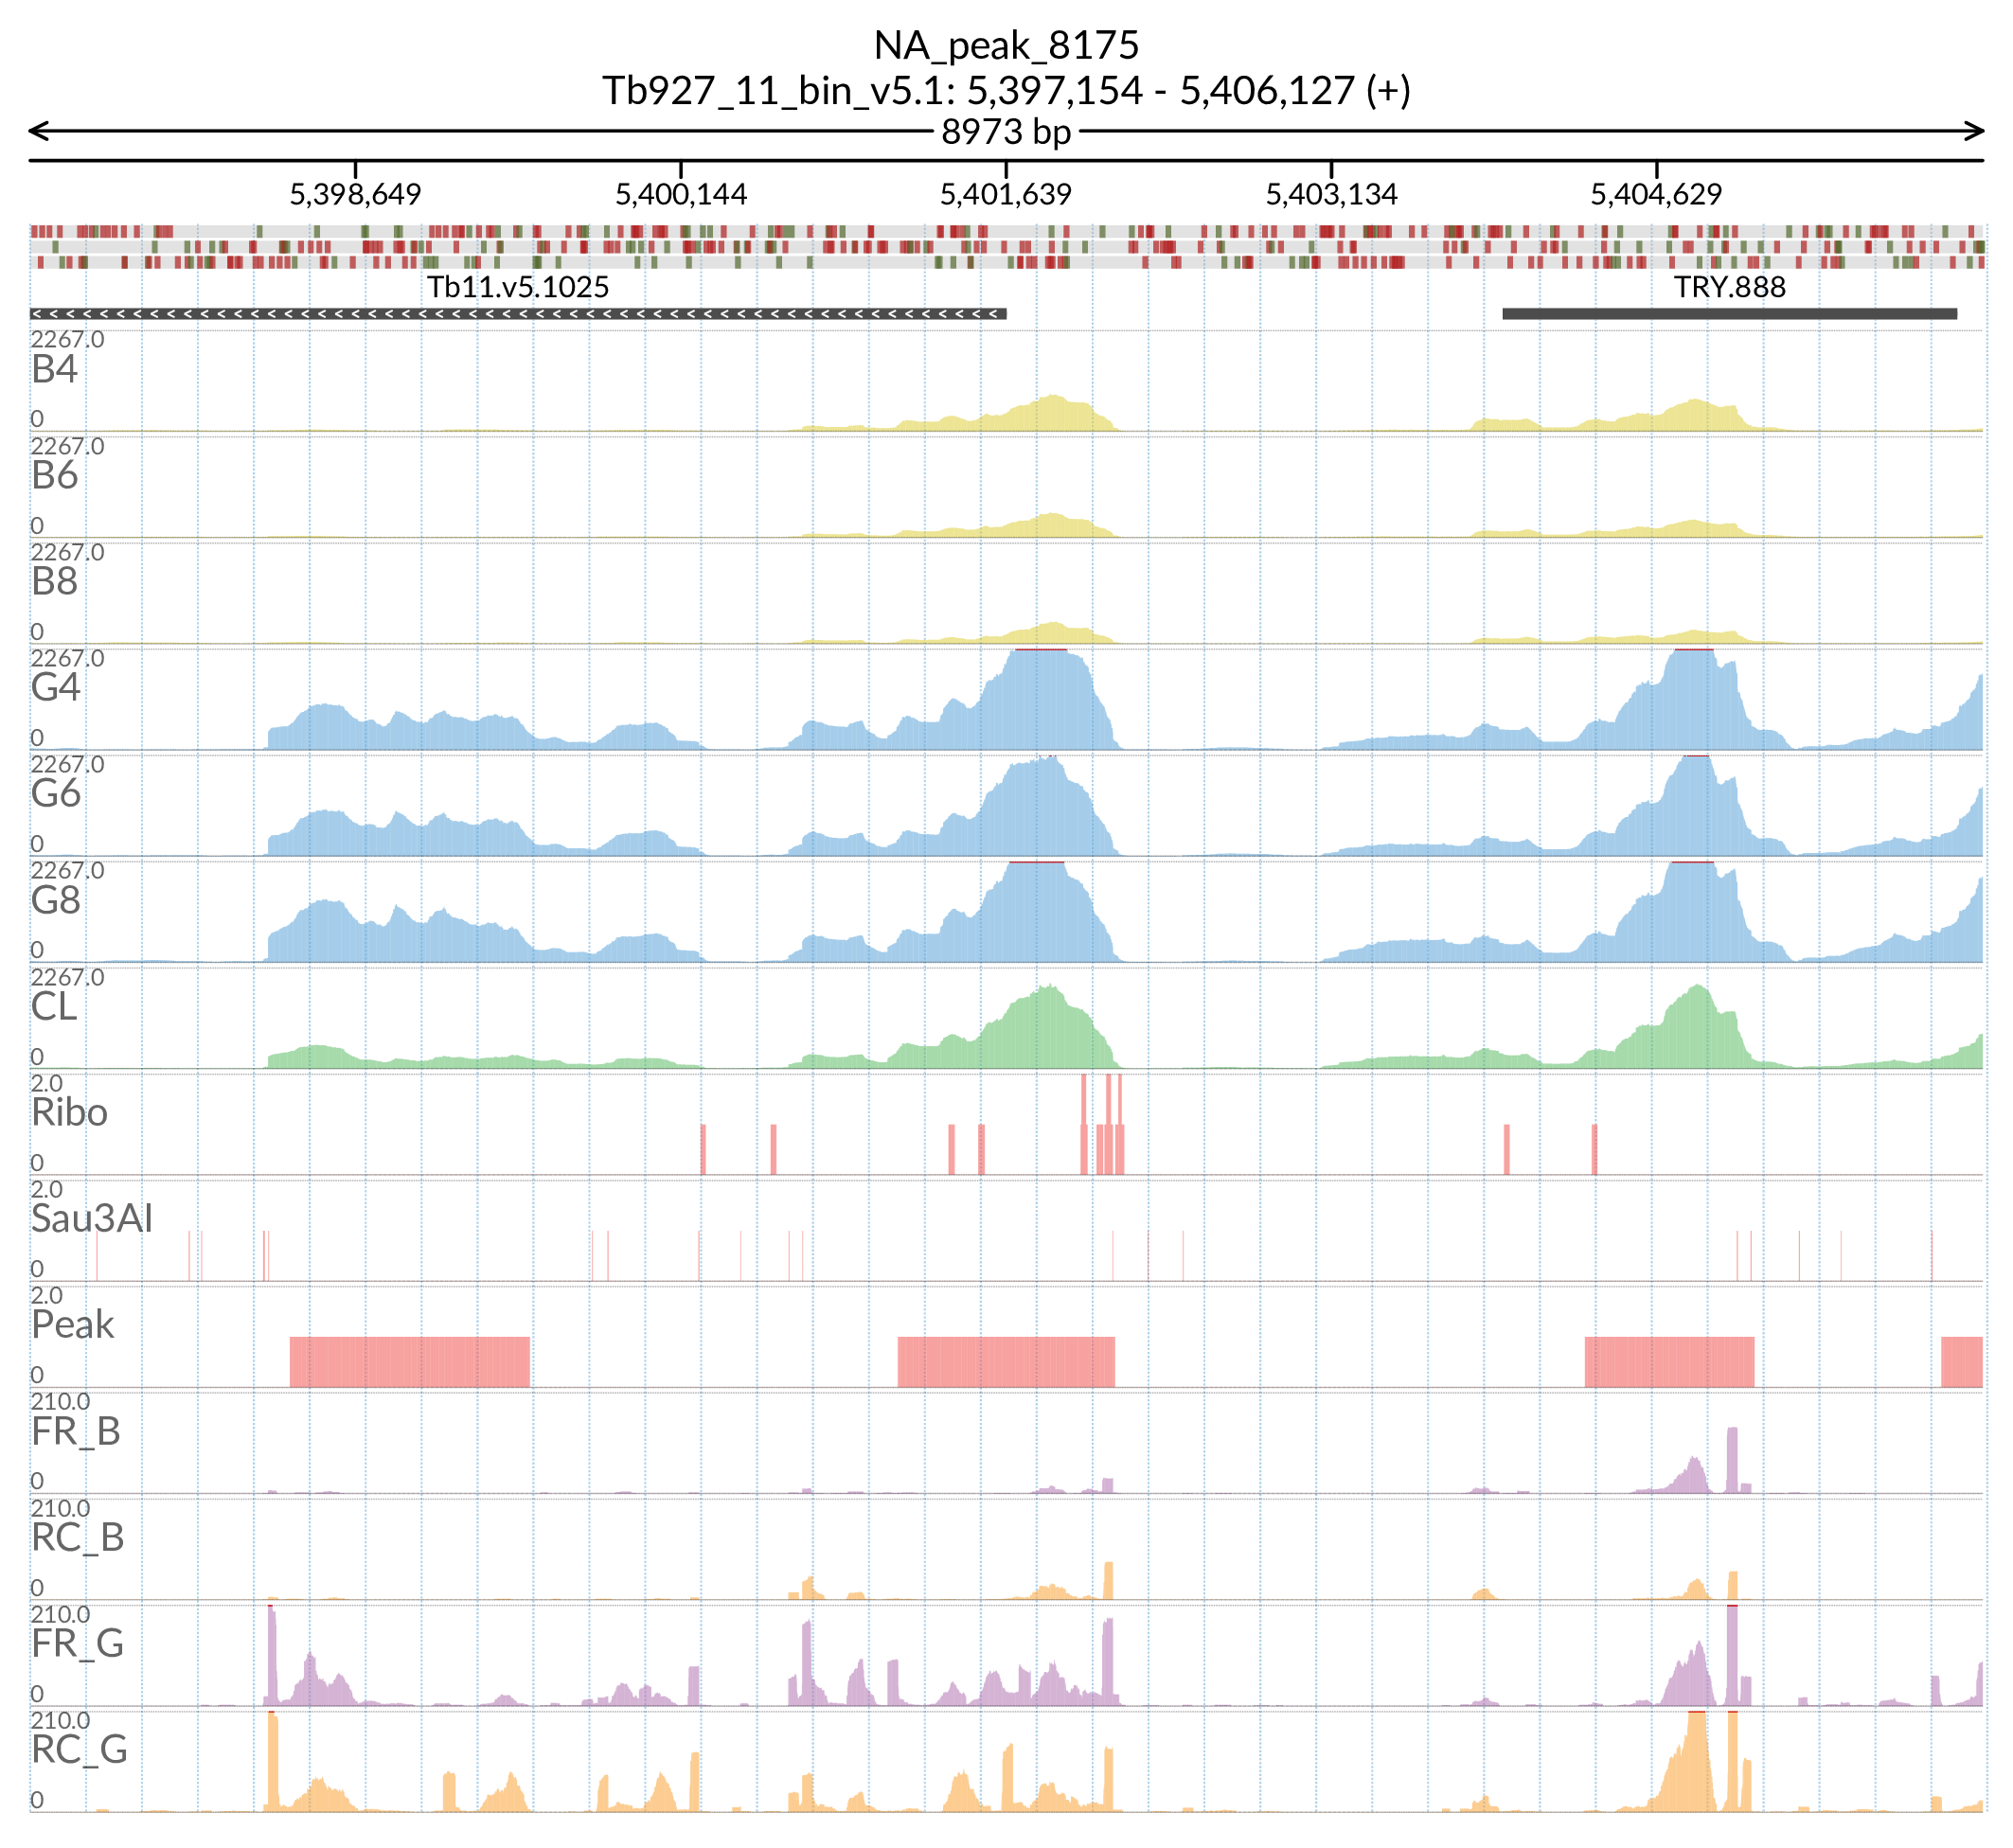 NA_peak_8175
Tb927_11_bin_v5.1: 5,397,154 - 5,406,127 (+)
8973 bp
5,398,649 5,400,144 5,401,639 5,403,134 5,404,629
Tb11.v5.1025 TRY.888
2267.0
B4
0
2267.0
B6
0
2267.0
B8
0
2267.0
G4
0
2267.0
G6
0
2267.0
G8
0
2267.0
CL
0
2.0
Ribo
0
2.0
Sau3AI
0
2.0
Peak
0
210.0
FR_B
0
210.0
RC_B
0
210.0
FR_G
0
210.0
RC_G
0